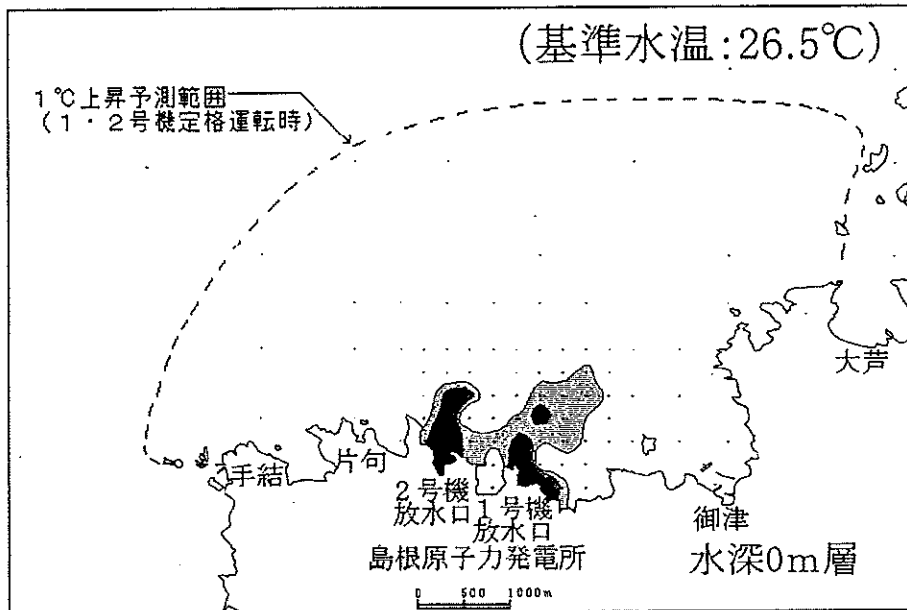 (基準水温:26.5℃)
1℃上昇予測範囲
(1・2号機定格運転時)
大芦
手結
片句
2号機
放水口
1号機
放水口
御津
島根原子力発電所
水深0m層
0 500 1000m